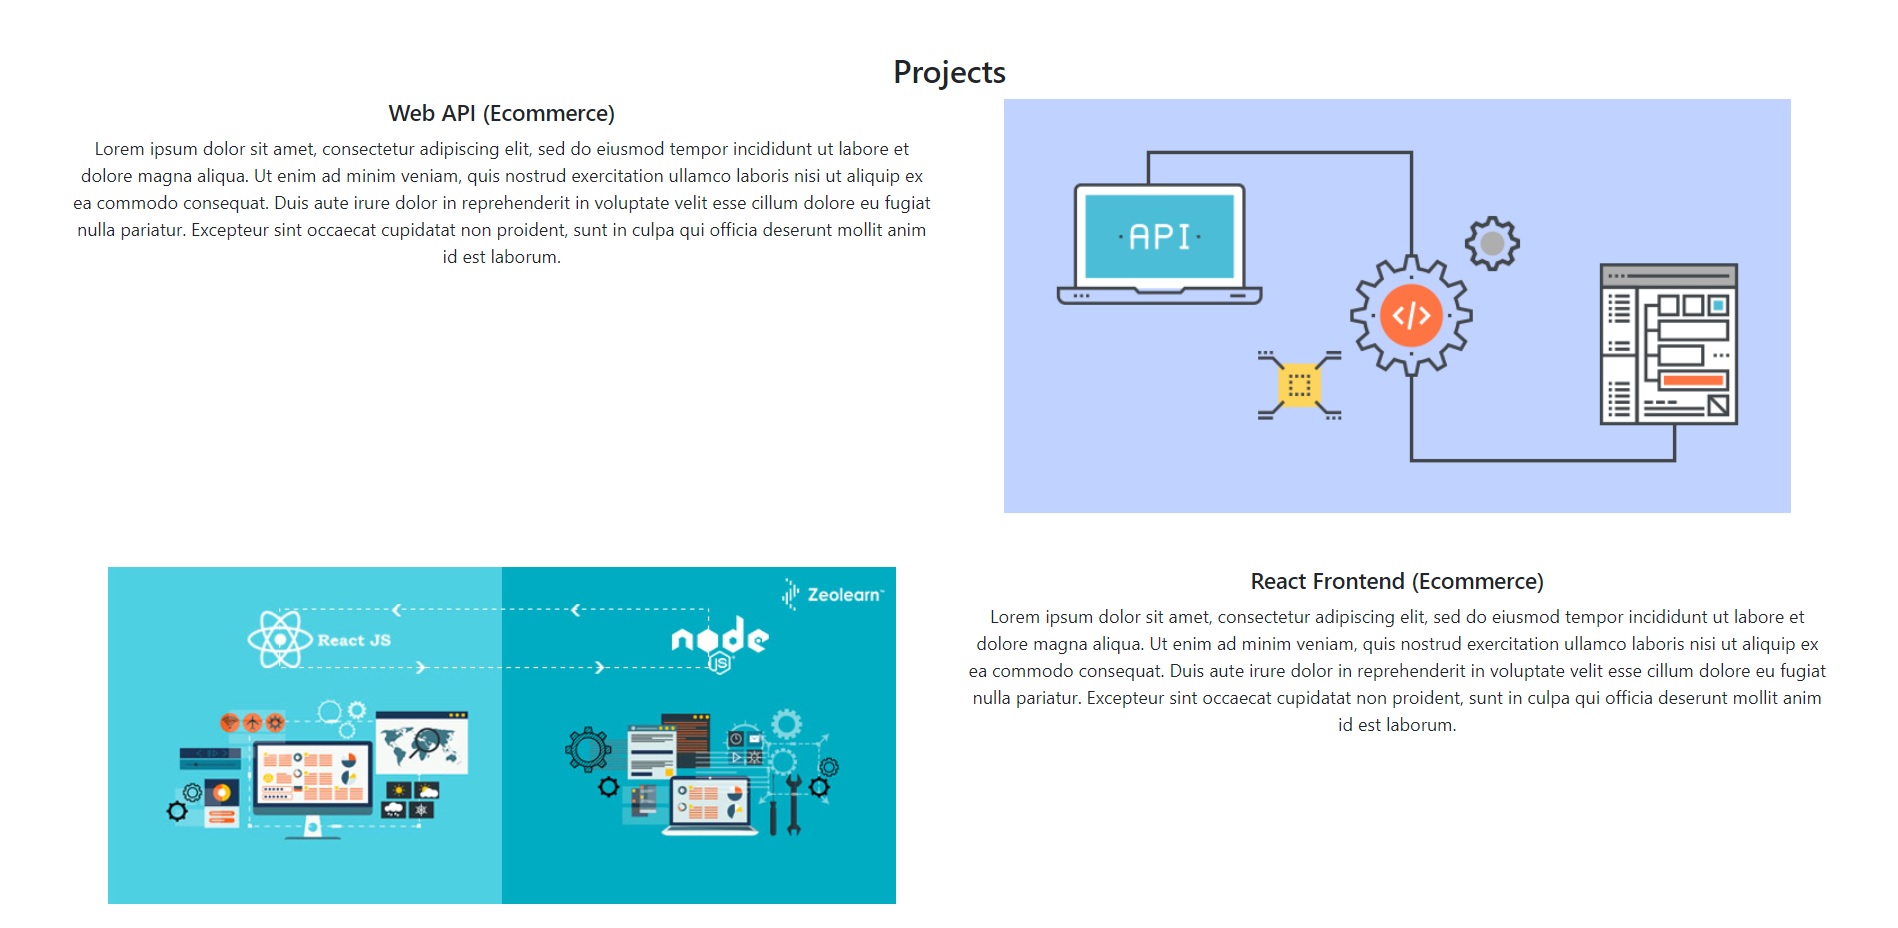 Projects
Web API (Ecommerce)
Lorem ipsum dolor sit amet, consectetur adipiscing elit, sed do eiusmod tempor incididunt ut labore et
dolore magna aliqua. Ut enim ad minim veniam, quis nostrud exercitation ullamco laboris nisi ut aliquip ex
ea commodo consequat. Duis aute irure dolor in reprehenderit in voluptate velit esse cillum dolore eu fugiat
nulla pariatur. Excepteur sint occaecat cupidatat non proident, sunt in culpa qui officia deserunt mollit anim
id est laborum.
·API·
</>
Zeolearn™
React JS
node
JS
React Frontend (Ecommerce)
Lorem ipsum dolor sit amet, consectetur adipiscing elit, sed do eiusmod tempor incididunt ut labore et
dolore magna aliqua. Ut enim ad minim veniam, quis nostrud exercitation ullamco laboris nisi ut aliquip ex
ea commodo consequat. Duis aute irure dolor in reprehenderit in voluptate velit esse cillum dolore eu fugiat
nulla pariatur. Excepteur sint occaecat cupidatat non proident, sunt in culpa qui officia deserunt mollit anim
id est laborum.